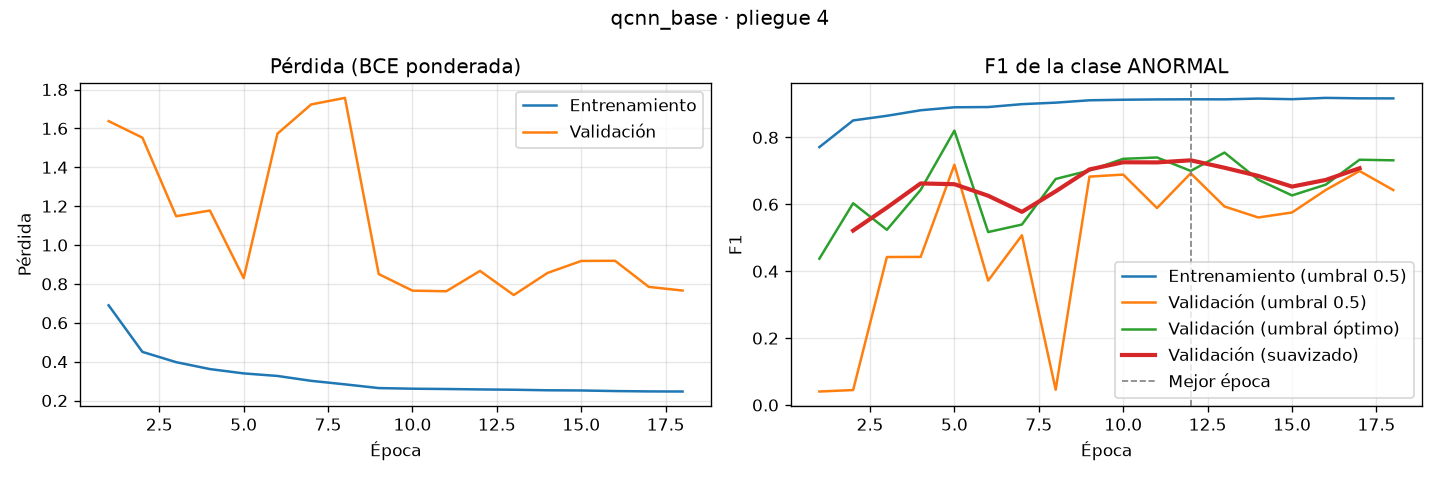 qcnn_base · pliegue 4
Pérdida (BCE ponderada)
1.8
1.6
1.4
1.2
1.0
0.8
0.6
0.4
0.2
Pérdida
Entrenamiento
Validación
2.5 5.0 7.5 10.0 12.5 15.0 17.5
Época
F1 de la clase ANORMAL
0.8
0.6
0.4
0.2
0.0
F1
Entrenamiento (umbral 0.5)
Validación (umbral 0.5)
Validación (umbral óptimo)
Validación (suavizado)
Mejor época
2.5 5.0 7.5 10.0 12.5 15.0 17.5
Época